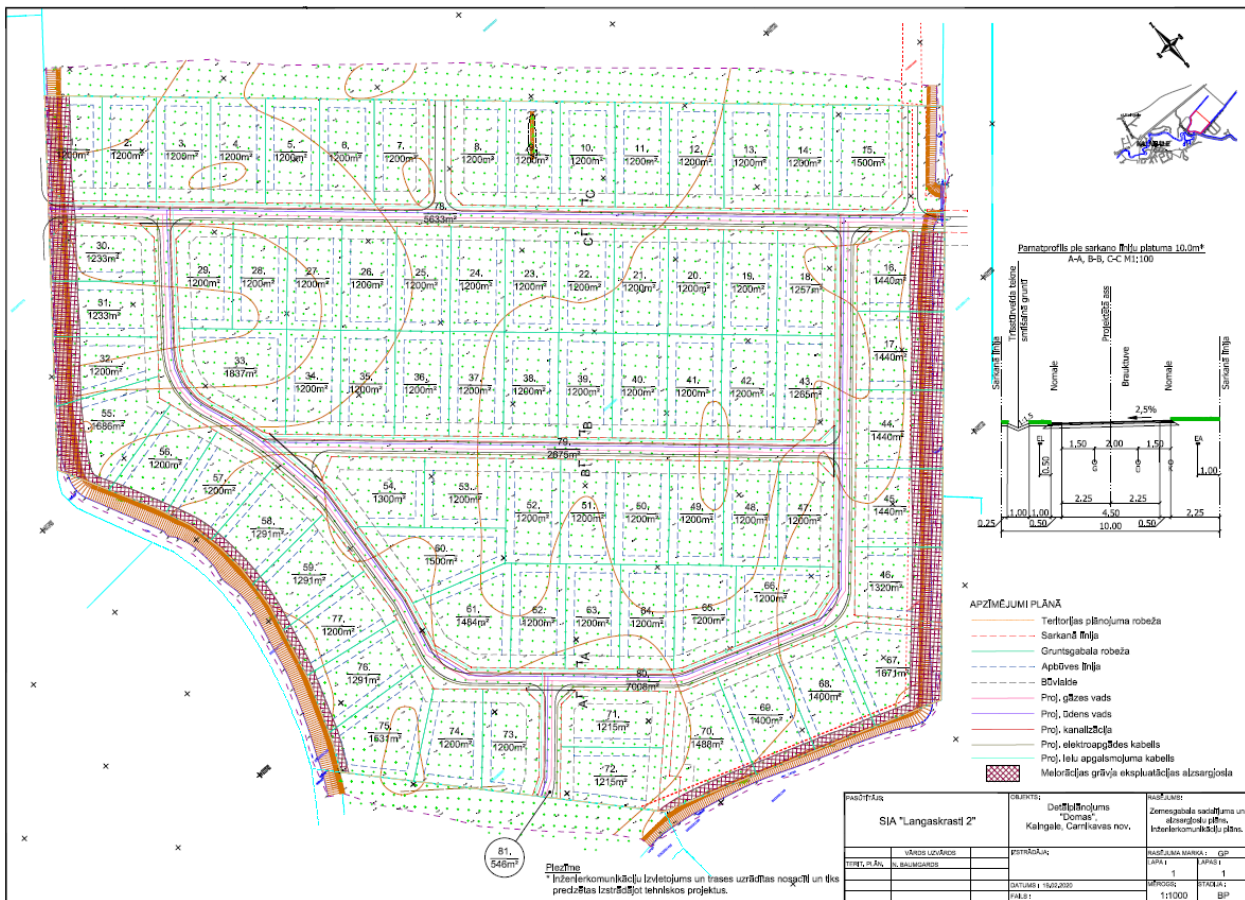 1.
1200m²
2.
1200m²
3.
1200m²
4.
1200m²
5.
1200m²
6.
1200m²
7.
1200m²
8.
1200m²
1200m²
10.
1200m²
11.
1200m²
12.
1200m²
13.
1200m²
14.
1200m²
15.
1500m²
78.
5633m²
C
C
30.
1233m²
31.
1233m²
32.
1200m²
29.
1200m²
28.
1200m²
27.
1200m²
26.
1200m²
25.
1200m²
24.
1200m²
23.
1200m²
22.
1200m²
21.
1200m²
20.
1200m²
19.
1200m²
18.
1257m²
16.
1440m²
17.
1440m²
33.
1837m²
34.
1200m²
35.
1200m²
36.
1200m²
37.
1200m²
38.
1200m²
39.
1200m²
40.
1200m²
41.
1200m²
42.
1200m²
43.
1265m²
44.
1440m²
B
B
79.
2675m²
55.
1686m²
56.
1200m²
57.
1200m²
58.
1291m²
59.
1291m²
77.
1200m²
76.
1291m²
75.
1631m²
74.
1200m²
73.
1200m²
54.
1300m²
53.
1200m²
52.
1200m²
51.
1200m²
50.
1200m²
49.
1200m²
48.
1200m²
47.
1200m²
45.
1440m²
46.
1320m²
60.
1500m²
61.
1484m²
62.
1200m²
63.
1200m²
64.
1200m²
65.
1200m²
66.
1200m²
67.
1671m²
68.
1400m²
69.
1400m²
70.
1488m²
A
A
80.
7008m²
71.
1215m²
72.
1215m²
81.
546m²
Piezīme
* Inženierkomunikāciju izvietojums un trases uzrādītas nosacīti un tiks
precizētas izstrādājot tehniskos projektus.
Pamatprofils pie sarkano līniju platuma 10.0m*
A-A, B-B, C-C M1:100
Sarkanā līnija
Trīsstūrveida tekne
smilšainā gruntī
Nomale
Projektētā ass
Brauktuve
Nomale
Sarkanā līnija
2,5%
1.50
2.00
1.50
0.50
1.00
2.25
2.25
0.25
1.00
1.00
0.50
4.50
0.50
2.25
10.00
APZĪMĒJUMI PLĀNĀ
Teritorijas plānojuma robeža
Sarkanā līnija
Gruntsgabala robeža
Apbūves līnija
Būvlaide
Proj. gāzes vads
Proj. ūdens vads
Proj. kanalizācija
Proj. elektroapgādes kabelis
Proj. ielu apgaismojuma kabelis
Meliorācijas grāvja ekspluatācijas aizsargjosla
PASŪTĪTĀJS:
SIA "Langaskrasti 2"
OBJEKTS:
Detālplānojums
"Domas",
Kalngale, Carnikavas nov.
RASĒJUMS:
Zemesgabala sadalījuma un
aizsargjoslu plāns.
Inženierkomunikāciju plāns.
VĀRDS UZVĀRDS
TERIT. PLĀN.
N. BAUMGARDS
IZSTRĀDĀJA:
RASĒJUMA MARKA: GP
LAPA: 1
LAPAS: 1
DATUMS: 19.02.2020
FAILS:
MĒROGS:
1:1000
STADIJA:
BP